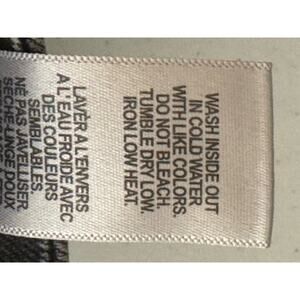 WASH INSIDE OUT
IN COLD WATER
WITH LIKE COLORS.
DO NOT BLEACH.
TUMBLE DRY LOW.
IRON LOW HEAT.
LAVER À L'ENVERS
A L'EAU FROIDE AVEC
DES COULEURS
SEMBLABLES.
NE PAS JAVELLISER.
SÈCHE-LINGE DOUX.